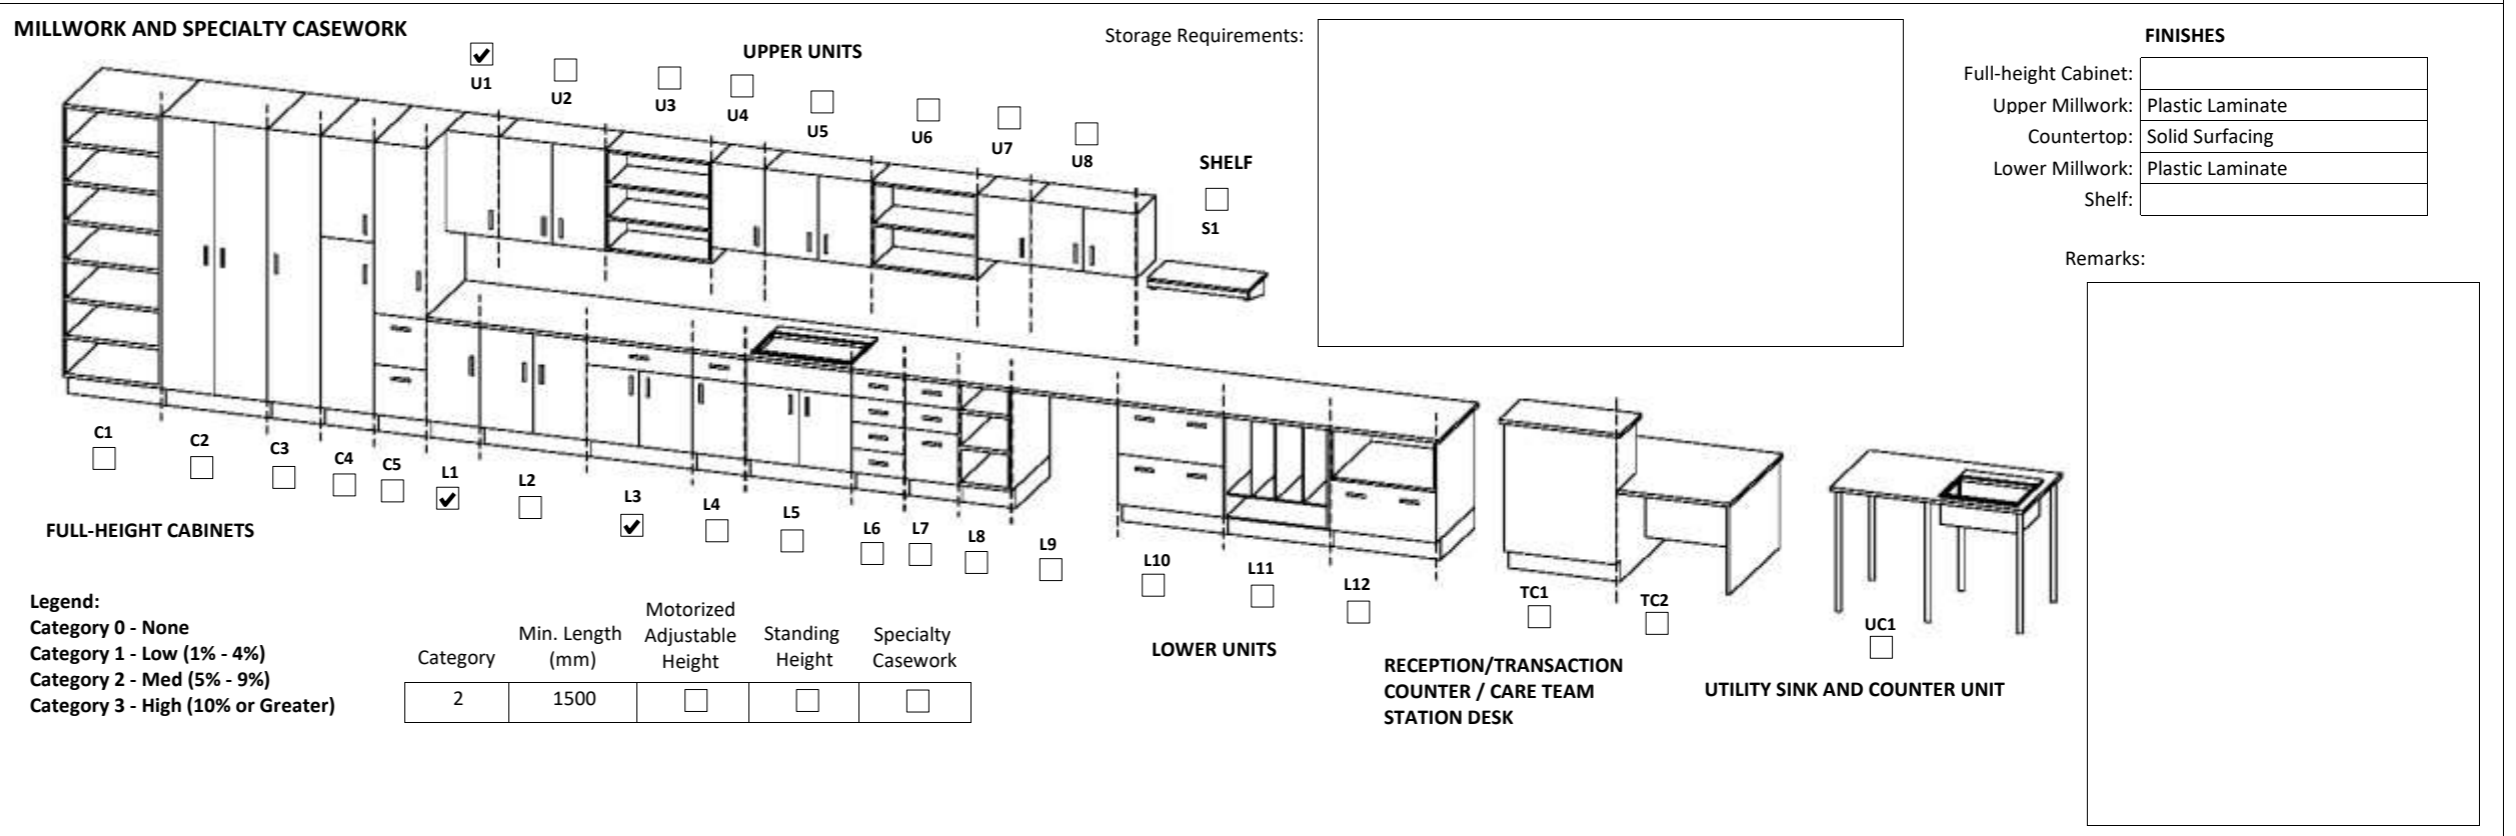 MILLWORK AND SPECIALTY CASEWORK
UPPER UNITS
U1
U2
U3
U4
U5
U6
U7
U8
SHELF
S1
Storage Requirements:
FINISHES
Full-height Cabinet:
Upper Millwork: Plastic Laminate
Countertop: Solid Surfacing
Lower Millwork: Plastic Laminate
Shelf:
Remarks:
C1
C2
C3
C4
C5
L1
L2
L3
L4
L5
L6
L7
L8
L9
L10
L11
L12
TC1
TC2
UC1
FULL-HEIGHT CABINETS
LOWER UNITS
RECEPTION/TRANSACTION
COUNTER / CARE TEAM
STATION DESK
UTILITY SINK AND COUNTER UNIT
Legend:
Category 0 - None
Category 1 - Low (1% - 4%)
Category 2 - Med (5% - 9%)
Category 3 - High (10% or Greater)
Category
Min. Length
(mm)
Motorized
Adjustable
Height
Standing
Height
Specialty
Casework
2 1500